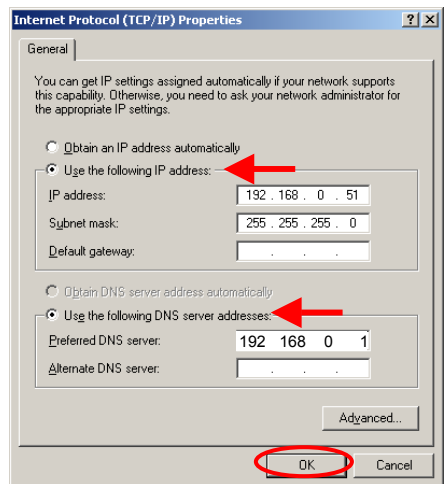 Internet Protocol (TCP/IP) Properties
General
You can get IP settings assigned automatically if your network supports
this capability. Otherwise, you need to ask your network administrator for
the appropriate IP settings.
Obtain an IP address automatically
Use the following IP address:
IP address: 192 . 168 . 0 . 51
Subnet mask: 255 . 255 . 255 . 0
Default gateway: . . .
Obtain DNS server address automatically
Use the following DNS server addresses:
Preferred DNS server: 192 168 0 1
Alternate DNS server: . . .
Advanced...
OK Cancel